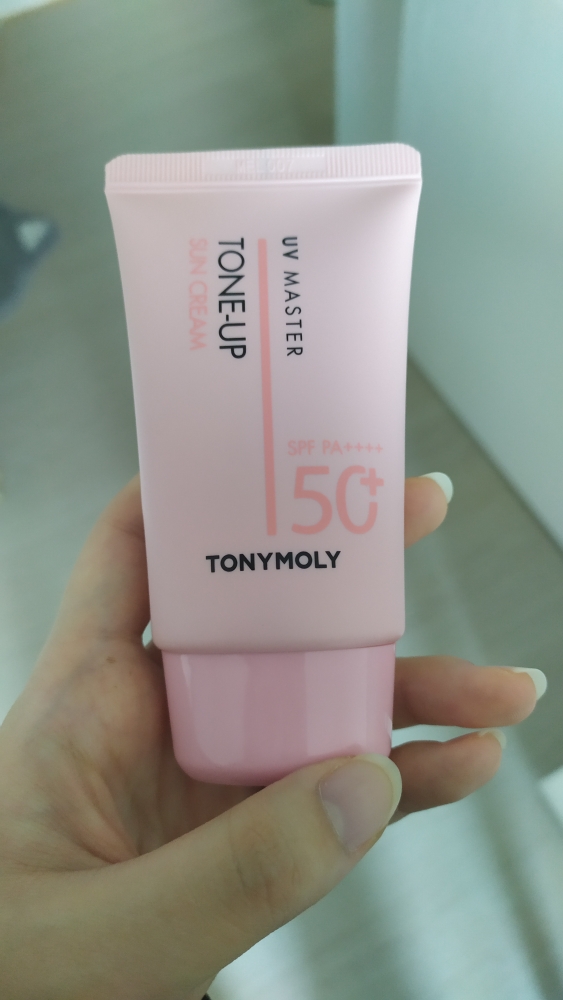 UV MASTER
TONE-UP
SUN CREAM
SPF PA++++
50+
TONYMOLY